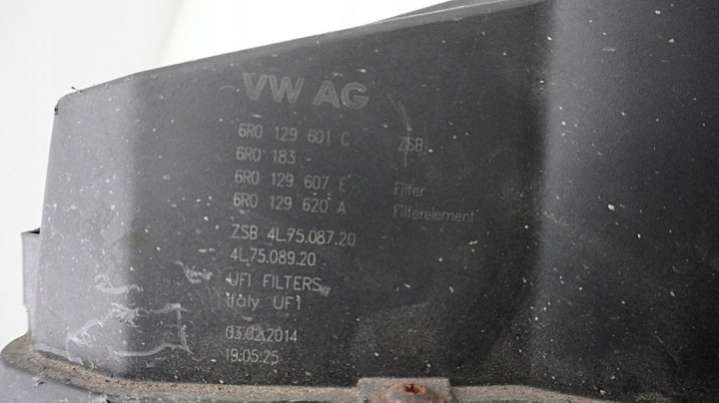 VW AG
6R0 129 601 C ZSB
6R0 183 -
6R0 129 607 E Filter
6R0 129 620 A Filterelement
ZSB 4L.75.087.20
4L.75.089.20
UFI FILTERS
Italy UFI
03.02.2014
19:05:25